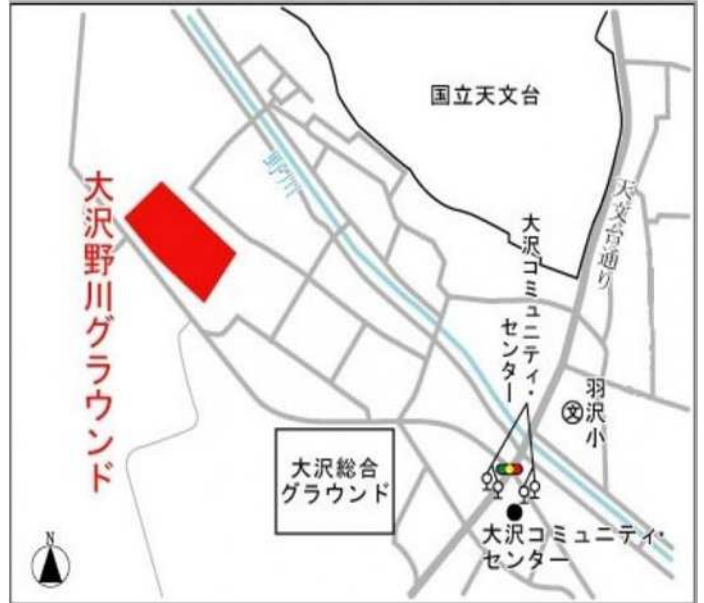 国立天文台
野川
天文台通り
大沢コミュニティ・
センター
大沢野川グラウンド
羽沢小
文
大沢総合
グラウンド
大沢コミュニティ・
センター
N